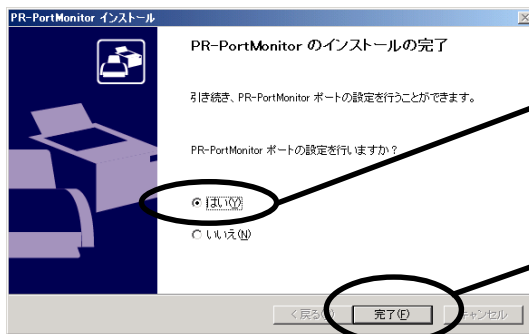 PR-PortMonitor インストール
PR-PortMonitor のインストールの完了
引き続き、PR-PortMonitor ポートの設定を行うことができます。
PR-PortMonitor ポートの設定を行いますか?
はい(Y)
いいえ(N)
< 戻る
完了(F)
キャンセル